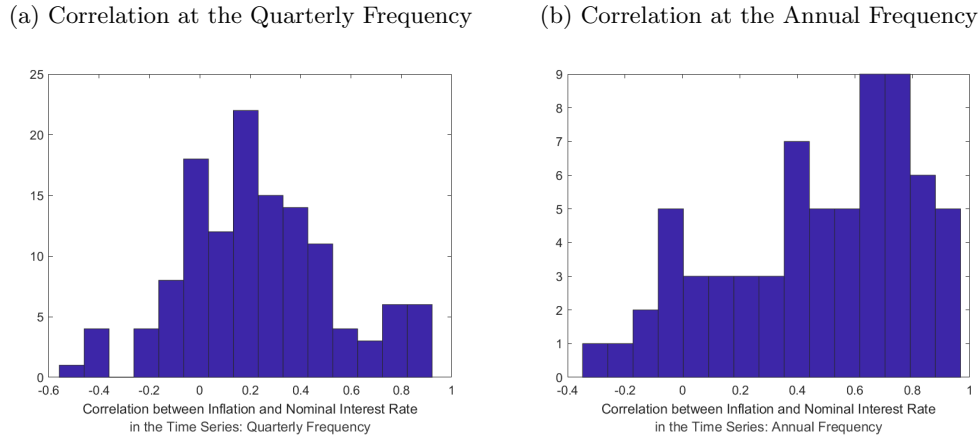 (a) Correlation at the Quarterly Frequency
25
20
15
10
5
0
-0.6 -0.4 -0.2 0 0.2 0.4 0.6 0.8 1
Correlation between Inflation and Nominal Interest Rate
in the Time Series: Quarterly Frequency
(b) Correlation at the Annual Frequency
9
8
7
6
5
4
3
2
1
0
-0.4 -0.2 0 0.2 0.4 0.6 0.8 1
Correlation between Inflation and Nominal Interest Rate
in the Time Series: Annual Frequency